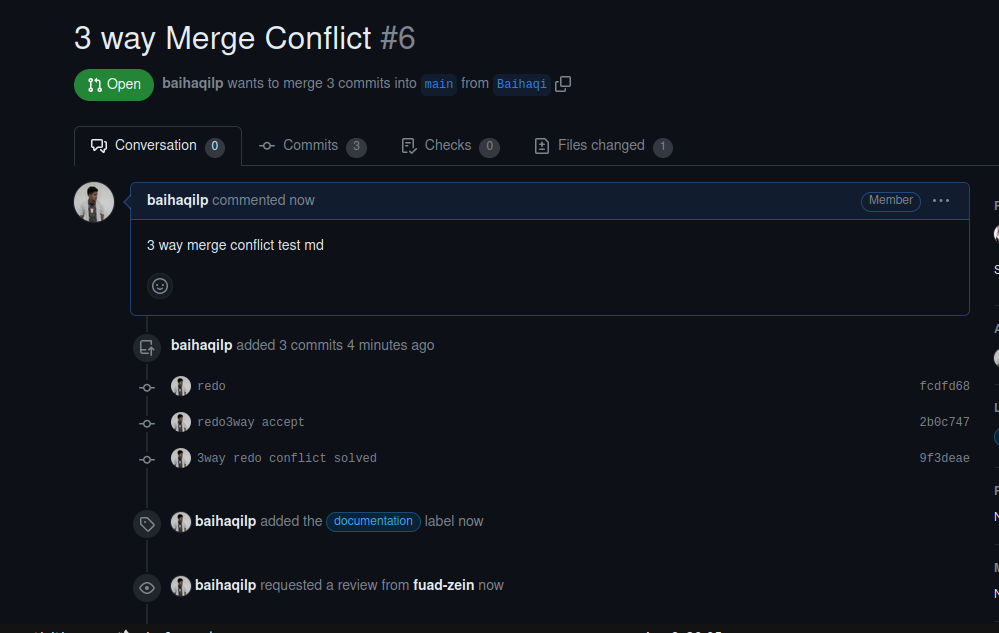 3 way Merge Conflict #6
Open baihaqilp wants to merge 3 commits into main from Baihaqi
Conversation 0 Commits 3 Checks 0 Files changed 1
baihaqilp commented now Member
3 way merge conflict test md
baihaqilp added 3 commits 4 minutes ago
redo fcdfd68
redo3way accept 2b0c747
3way redo conflict solved 9f3deae
baihaqilp added the documentation label now
baihaqilp requested a review from fuad-zein now